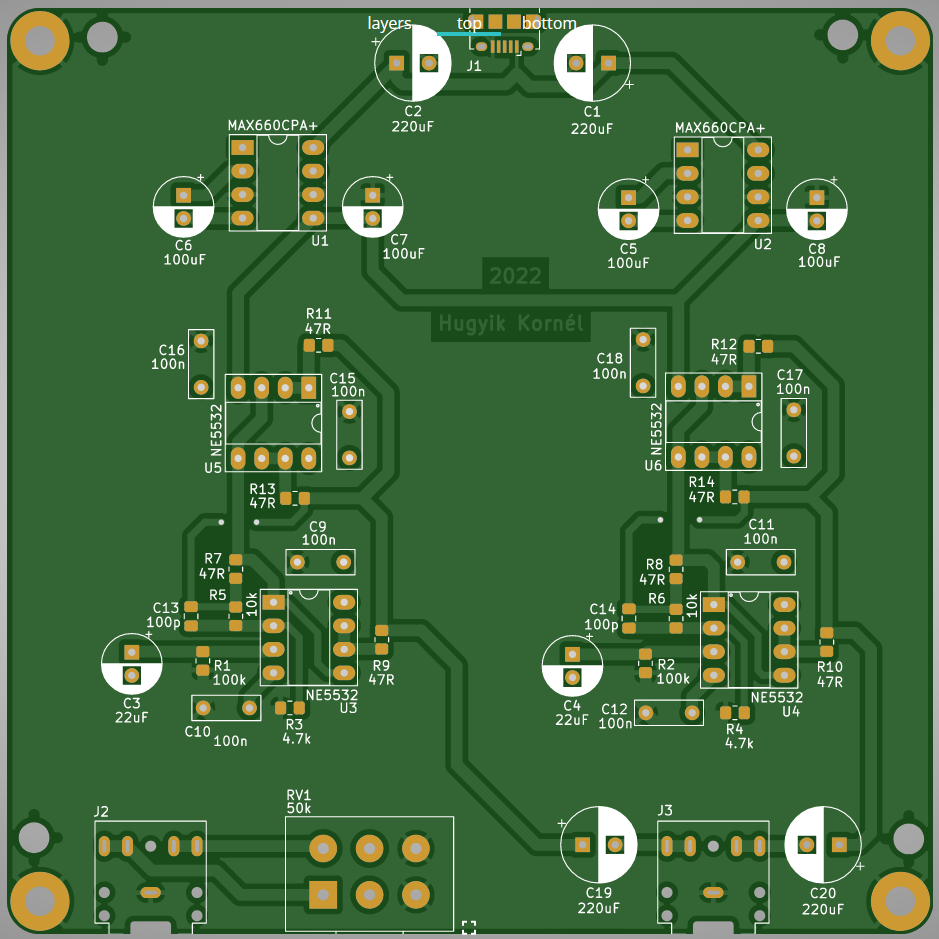 layers top bottom
J1
C2
220uF
C1
220uF
MAX660CPA+
MAX660CPA+
U1
U2
C6
100uF
C7
100uF
C5
100uF
C8
100uF
2022
Hugyik Kornél
R11
47R
C16
100n
C15
100n
NE5532
U5
R13
47R
R12
47R
C18
100n
C17
100n
NE5532
U6
R14
47R
C9
100n
R7
47R
R5
10k
C13
100p
R1
100k
R9
47R
C3
22uF
NE5532
U3
C10
100n
R3
4.7k
C11
100n
R8
47R
R6
10k
C14
100p
R2
100k
R10
47R
C4
22uF
NE5532
U4
C12
100n
R4
4.7k
J2
RV1
50k
J3
C19
220uF
C20
220uF